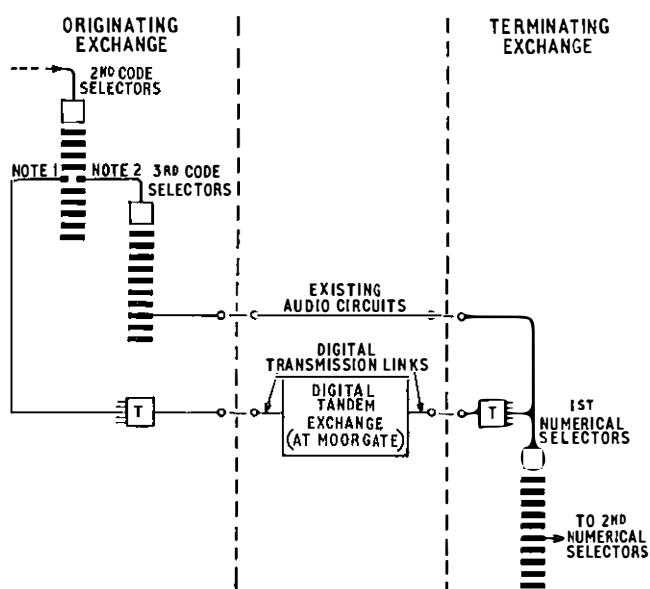 ORIGINATING
EXCHANGE
TERMINATING
EXCHANGE
2ND CODE
SELECTORS
NOTE 1
NOTE 2
3RD CODE
SELECTORS
EXISTING
AUDIO CIRCUITS
DIGITAL
TRANSMISSION LINKS
DIGITAL
TANDEM
EXCHANGE
(AT MOORGATE)
T
T
1ST
NUMERICAL
SELECTORS
TO 2ND
NUMERICAL
SELECTORS